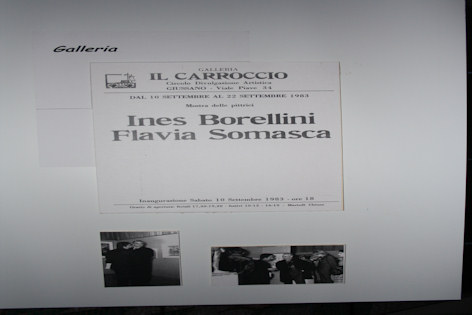 Galleria
GALLERIA
IL CARROCCIO
Circolo Divulgazione Artistica
GIUSSANO - Viale Piave 34
DAL 10 SETTEMBRE AL 22 SETTEMBRE 1983
Mostra delle pittrici
Ines Borellini
Flavia Somasca
Inaugurazione Sabato 10 Settembre 1983 - ore 18